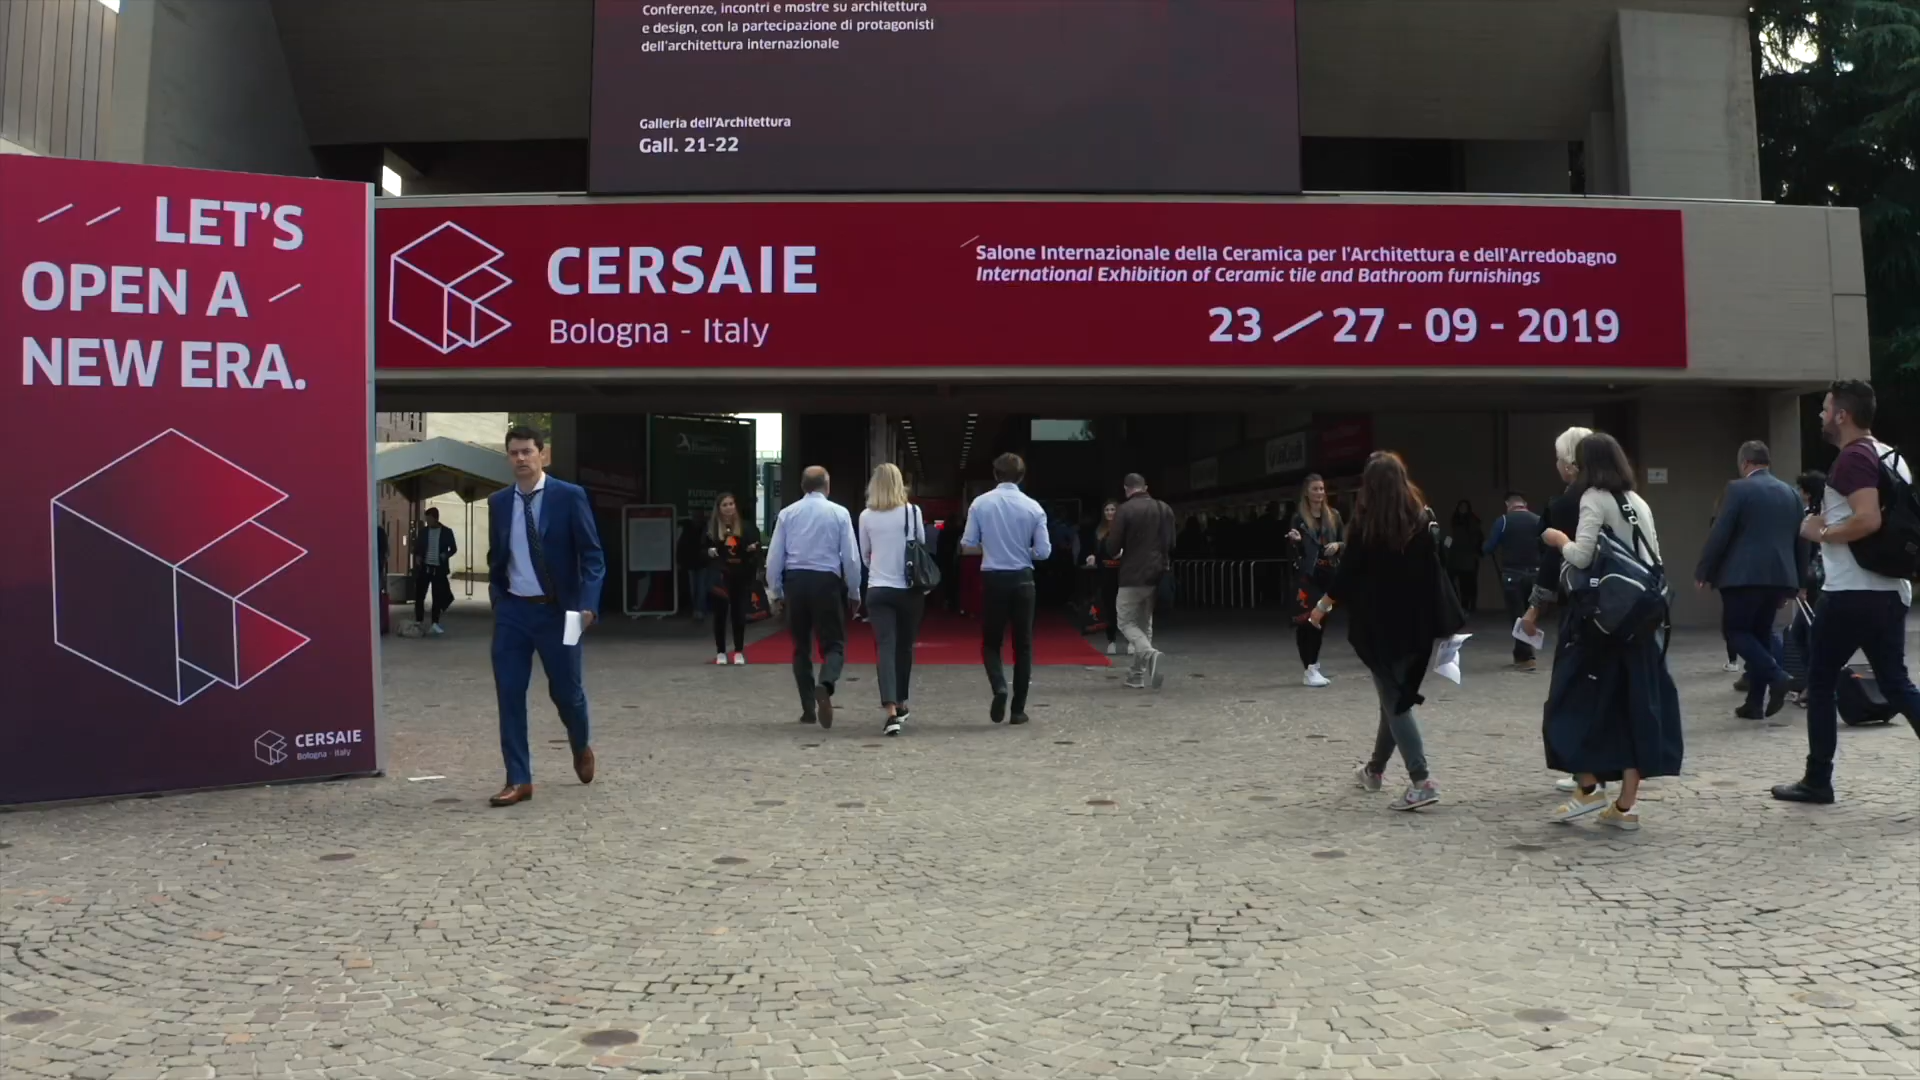 Conferenze, incontri e mostre su architettura
e design, con la partecipazione di protagonisti
dell'architettura internazionale
Galleria dell'Architettura
Gall. 21-22
LET'S
OPEN A
NEW ERA.
CERSAIE
Bologna - Italy
CERSAIE
Bologna - Italy
Salone Internazionale della Ceramica per l'Architettura e dell'Arredobagno
International Exhibition of Ceramic tile and Bathroom furnishings
23 / 27 - 09 - 2019